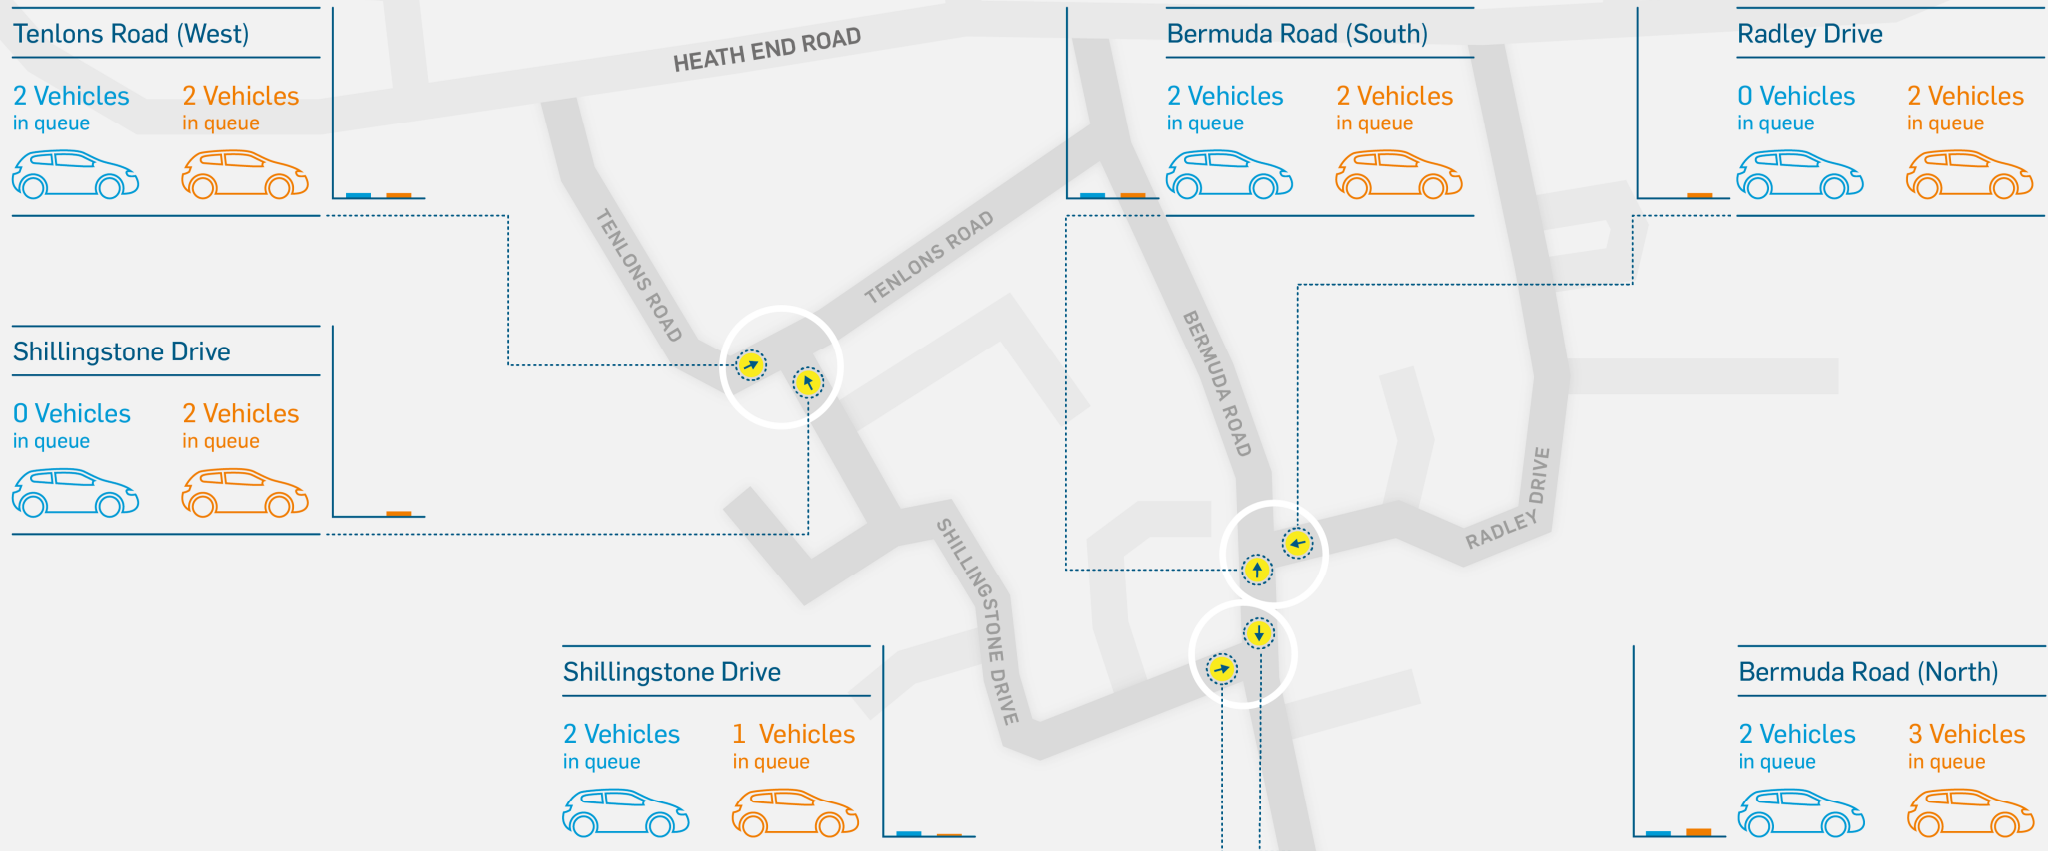 Tenlons Road (West)
2 Vehicles
in queue
2 Vehicles
in queue
HEATH END ROAD
Bermuda Road (South)
2 Vehicles
in queue
2 Vehicles
in queue
Radley Drive
0 Vehicles
in queue
2 Vehicles
in queue
TENLONS ROAD
TENLONS ROAD
BERMUDA ROAD
Shillingstone Drive
0 Vehicles
in queue
2 Vehicles
in queue
RADLEY DRIVE
SHILLINGSTONE DRIVE
Shillingstone Drive
2 Vehicles
in queue
1 Vehicles
in queue
Bermuda Road (North)
2 Vehicles
in queue
3 Vehicles
in queue